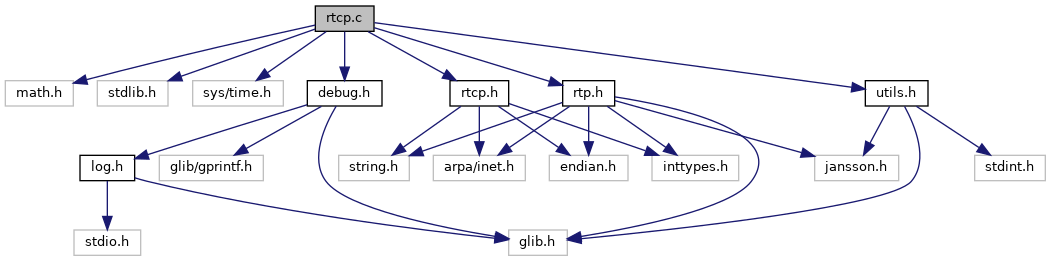 rtcp.c
math.h
stdlib.h
sys/time.h
debug.h
rtcp.h
rtp.h
utils.h
log.h
glib/gprintf.h
string.h
arpa/inet.h
endian.h
inttypes.h
jansson.h
stdint.h
stdio.h
glib.h